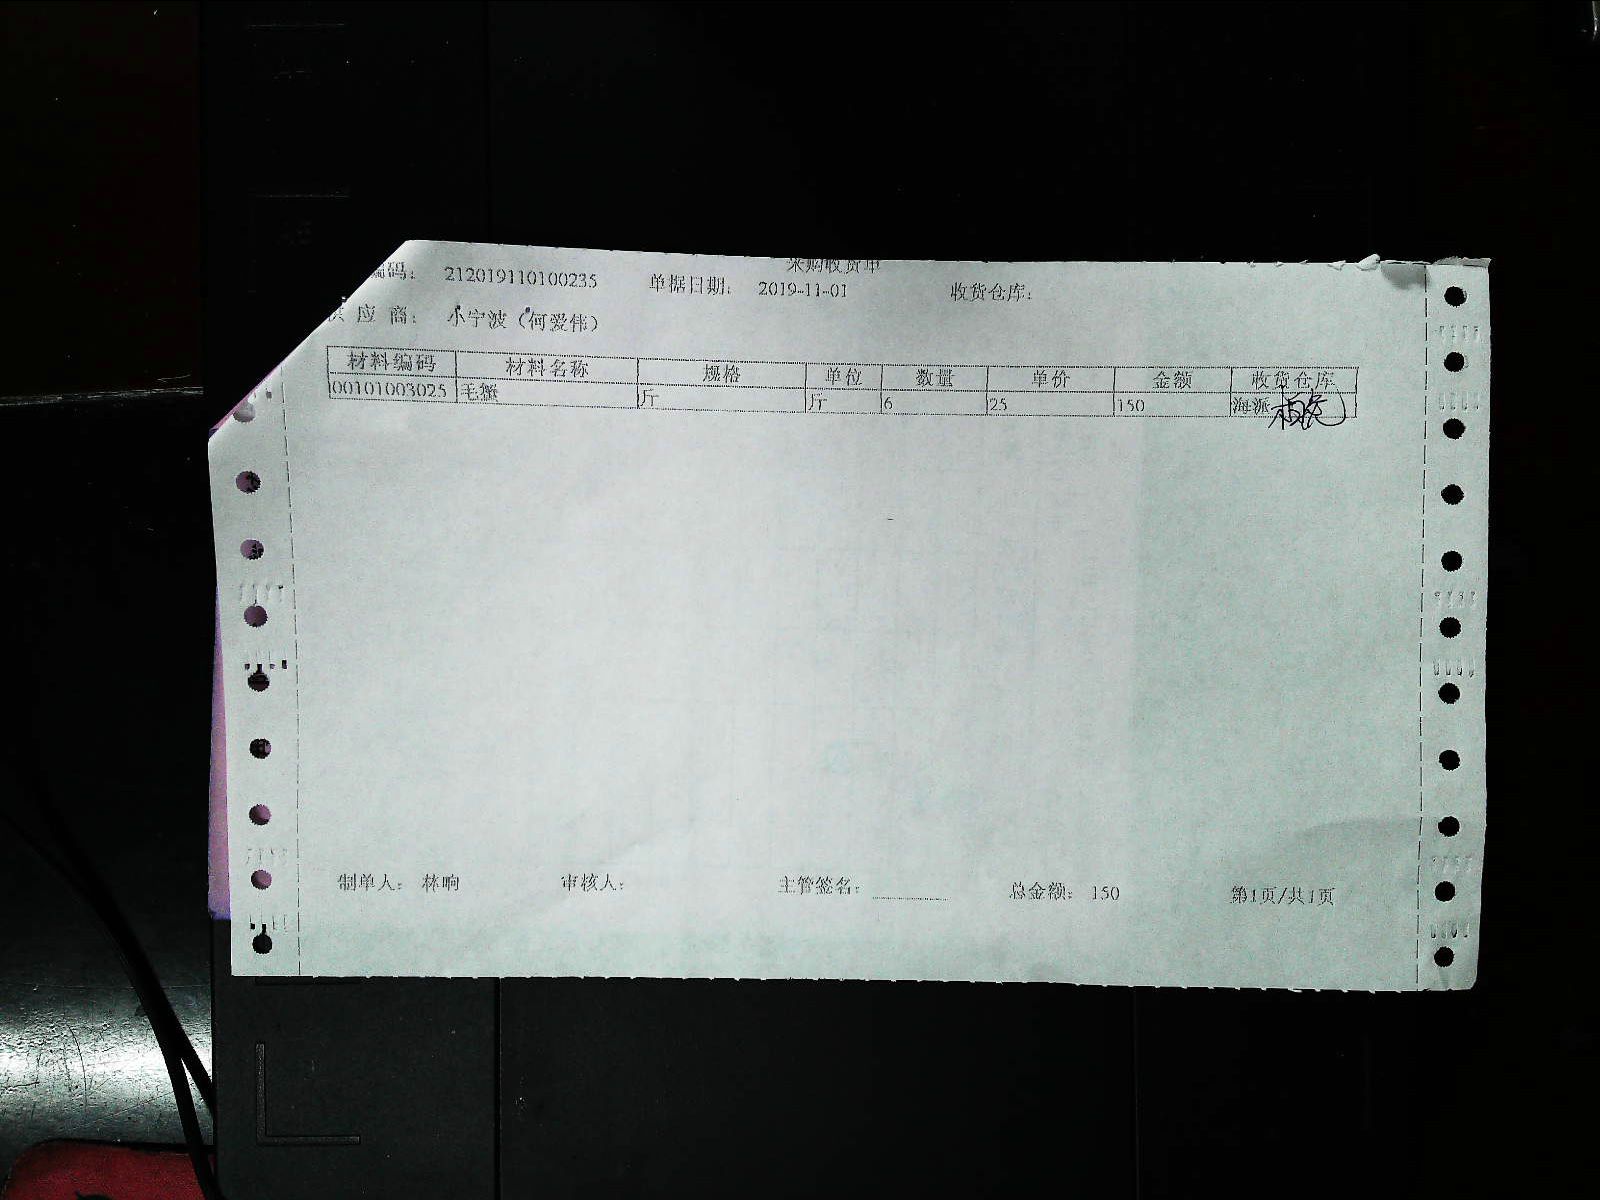 采购收货单
编码： 212019110100235 单据日期： 2019-11-01 收货仓库：
供 应 商： 小宁波（何爱伟）
材料编码 材料名称 规格 单位 数量 单价 金额 收货仓库
00101003025 毛蟹 斤 斤 6 25 150 海派
制单人： 林晌 审核人： 主管签名： 总金额： 150 第1页/共1页